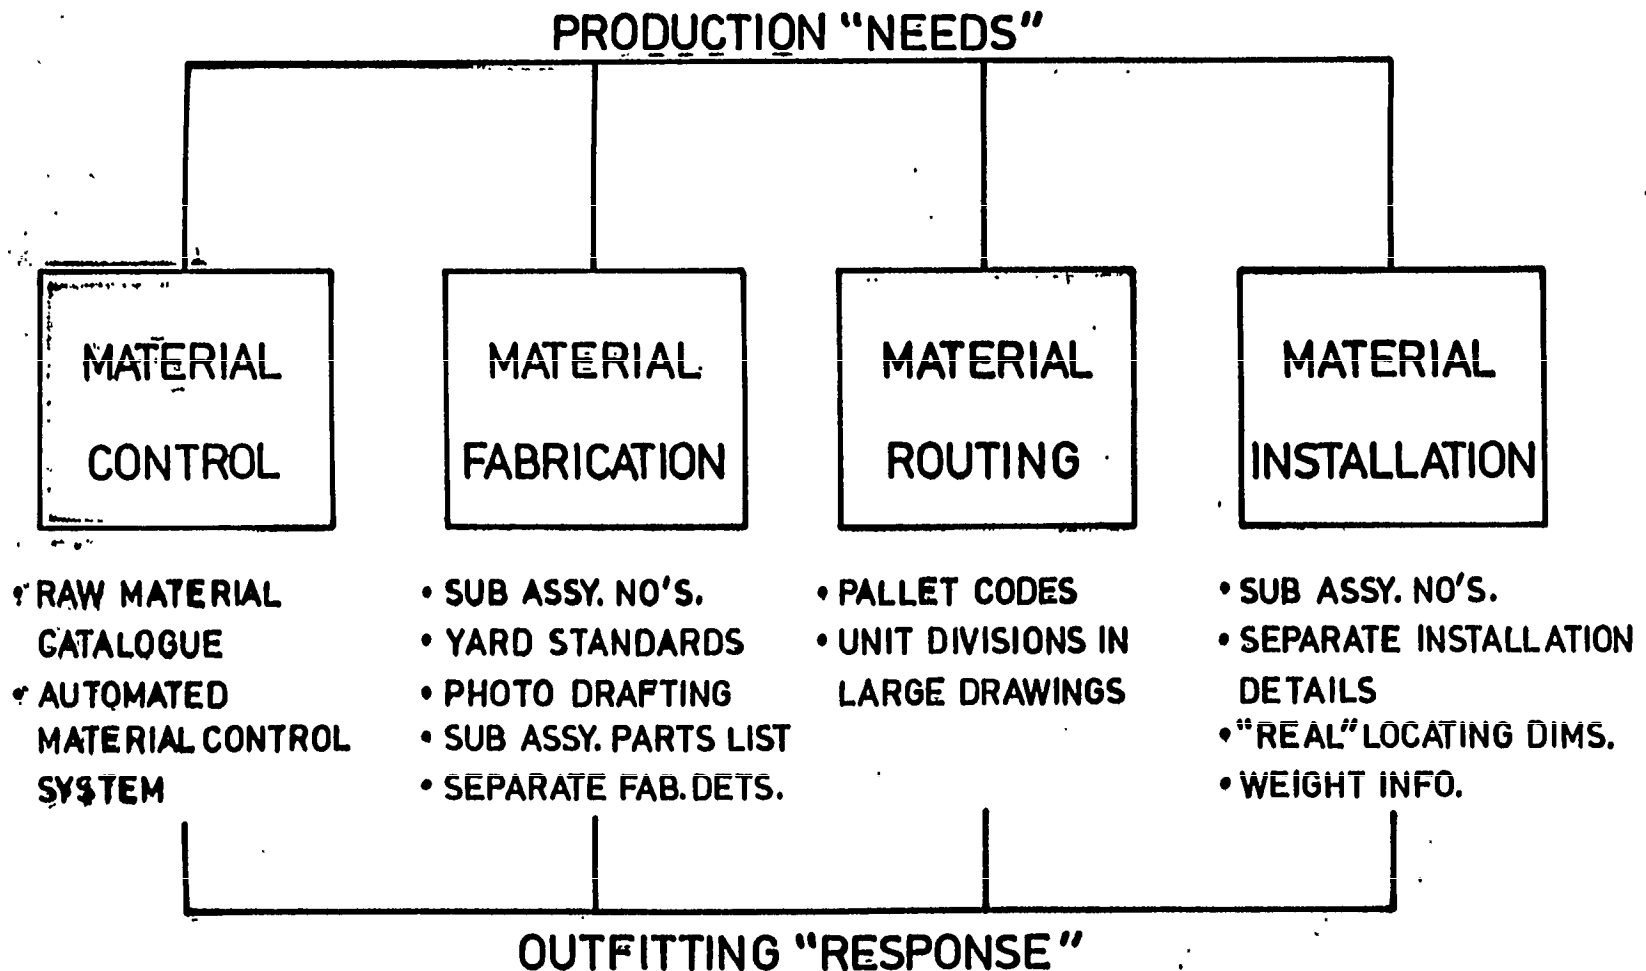 PRODUCTION "NEEDS"
MATERIAL
CONTROL
• RAW MATERIAL
CATALOGUE
• AUTOMATED
MATERIAL CONTROL
SYSTEM
MATERIAL
FABRICATION
• SUB ASSY. NO'S.
• YARD STANDARDS
• PHOTO DRAFTING
• SUB ASSY. PARTS LIST
• SEPARATE FAB. DETS.
MATERIAL
ROUTING
• PALLET CODES
• UNIT DIVISIONS IN
LARGE DRAWINGS
MATERIAL
INSTALLATION
• SUB ASSY. NO'S.
• SEPARATE INSTALLATION
DETAILS
• "REAL" LOCATING DIMS.
• WEIGHT INFO.
OUTFITTING "RESPONSE"